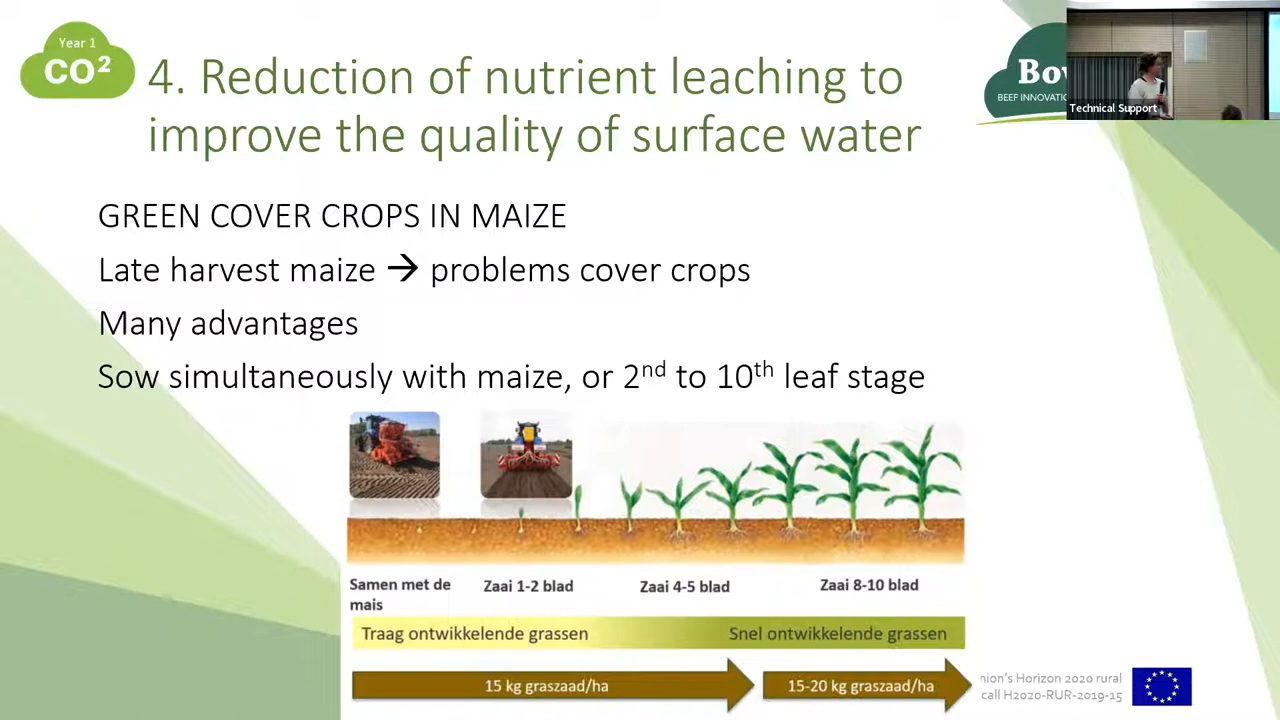 Year 1
CO²
4. Reduction of nutrient leaching to
improve the quality of surface water
BEEF INNOVATIO
Technical Support
GREEN COVER CROPS IN MAIZE
Late harvest maize → problems cover crops
Many advantages
Sow simultaneously with maize, or 2nd to 10th leaf stage
Samen met de
mais
Zaai 1-2 blad
Zaai 4-5 blad
Zaai 8-10 blad
Traag ontwikkelende grassen
Snel ontwikkelende grassen
15 kg graszaad/ha
15-20 kg graszaad/ha
nion's Horizon 2020 rural
call H2020-RUR-2019-15